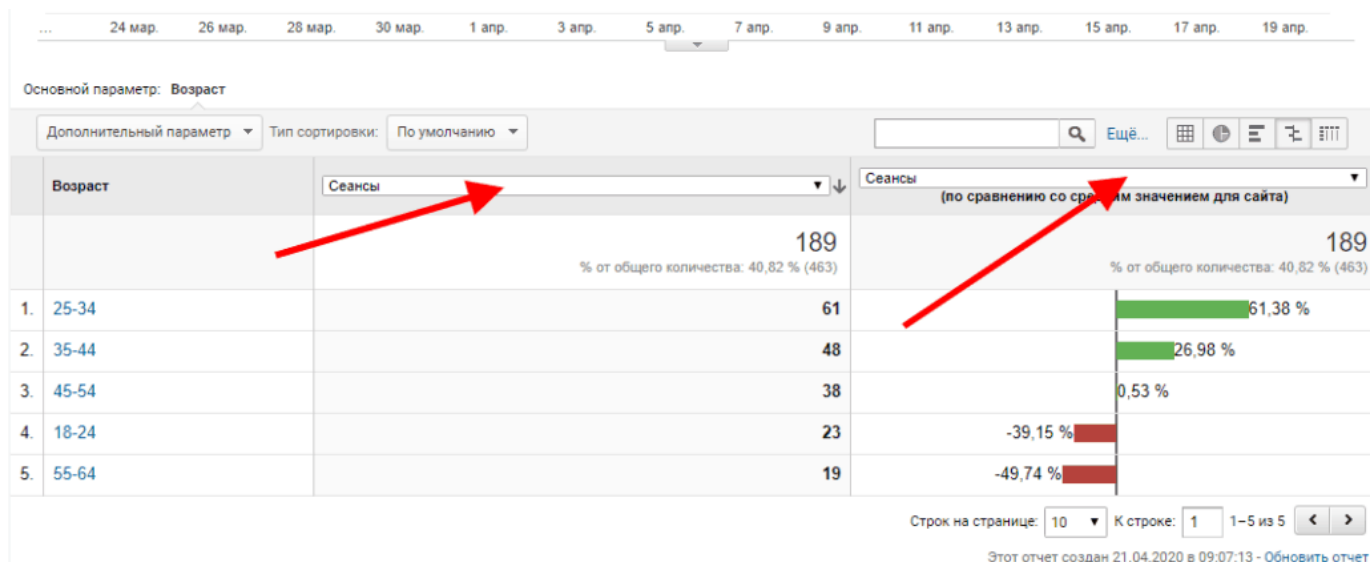 ... 24 мар. 26 мар. 28 мар. 30 мар. 1 апр. 3 апр. 5 апр. 7 апр. 9 апр. 11 апр. 13 апр. 15 апр. 17 апр. 19 апр.
Основной параметр: Возраст
Дополнительный параметр Тип сортировки: По умолчанию Ещё...
Возраст Сеансы Сеансы
(по сравнению со средним значением для сайта)
189 189
% от общего количества: 40,82 % (463) % от общего количества: 40,82 % (463)
1. 25-34 61 61,38 %
2. 35-44 48 26,98 %
3. 45-54 38 0,53 %
4. 18-24 23 -39,15 %
5. 55-64 19 -49,74 %
Строк на странице: 10 К строке: 1 1–5 из 5
Этот отчет создан 21.04.2020 в 09:07:13 - Обновить отчет